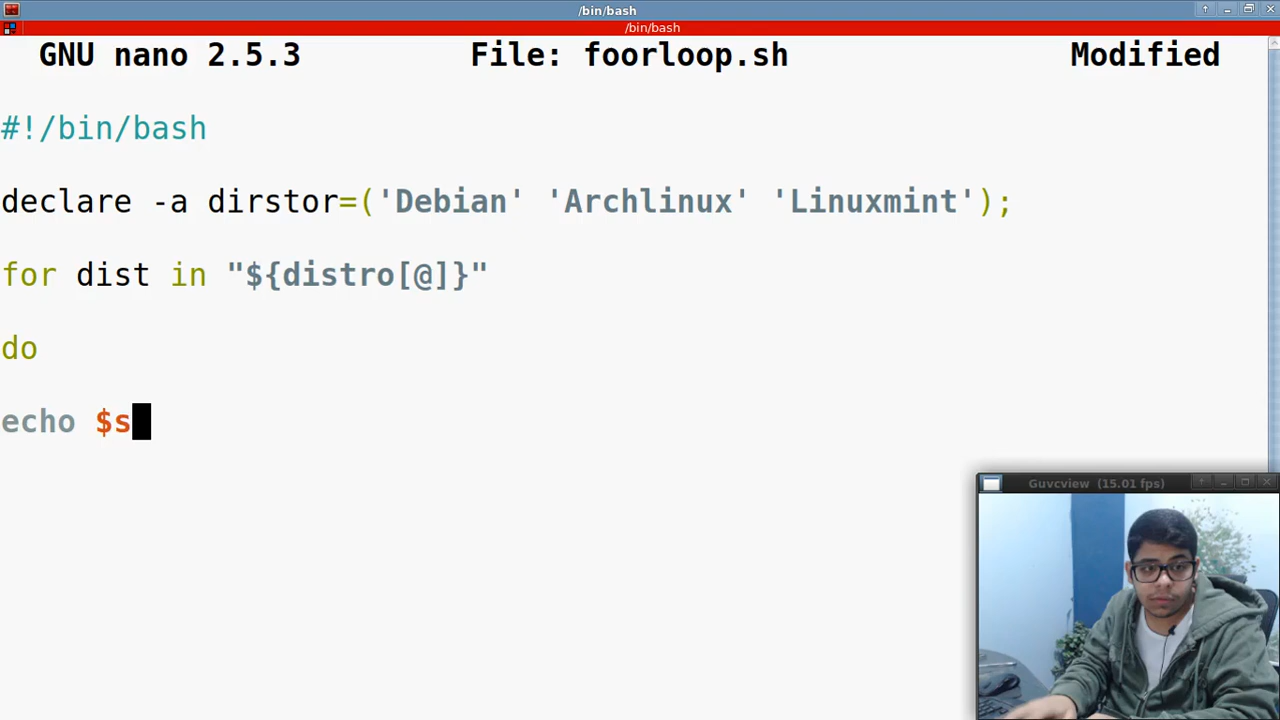 /bin/bash
/bin/bash
GNU nano 2.5.3 File: foorloop.sh Modified
#!/bin/bash
declare -a dirstor=('Debian' 'Archlinux' 'Linuxmint');
for dist in "${distro[@]}"
do
echo $s
Guvcview (15.01 fps)